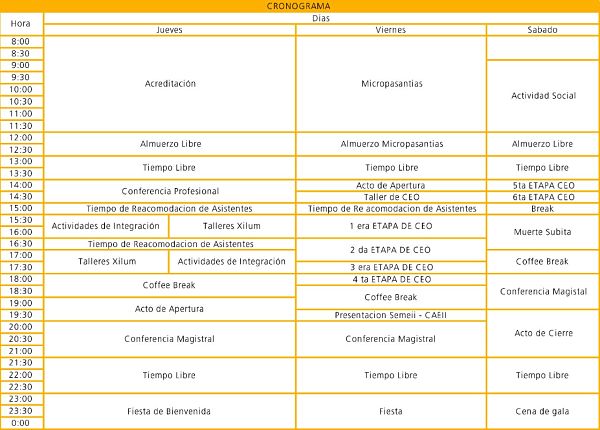 CRONOGRAMA
Hora
Dias
Jueves Viernes Sabado
8:00
8:30
9:00
9:30
10:00
10:30
11:00
11:30
Acreditación Micropasantias Actividad Social
12:00
12:30
Almuerzo Libre Almuerzo Micropasantias Almuerzo Libre
13:00
13:30
Tiempo Libre Tiempo Libre Tiempo Libre
14:00 Conferencia Profesional Acto de Apertura 5ta ETAPA CEO
14:30 Taller de CEO 6ta ETAPA CEO
15:00 Tiempo de Reacomodacion de Asistentes Tiempo de Re acomodacion de Asistentes Break
15:30
16:00
Actividades de Integración Talleres Xilum 1 era ETAPA DE CEO Muerte Subita
16:30 Tiempo de Reacomodacion de Asistentes
17:00 2 da ETAPA DE CEO
17:30 Talleres Xilum Actividades de Integración 3 era ETAPA DE CEO Coffee Break
18:00 4 ta ETAPA DE CEO
18:30 Coffee Break Coffee Break Conferencia Magistal
19:00
19:30 Acto de Apertura Presentacion Semeii - CAEII
20:00
20:30
21:00
Conferencia Magistral Conferencia Magistral Acto de Cierre
21:30
22:00
22:30
Tiempo Libre Tiempo Libre Tiempo Libre
23:00
23:30
0:00
Fiesta de Bienvenida Fiesta Cena de gala